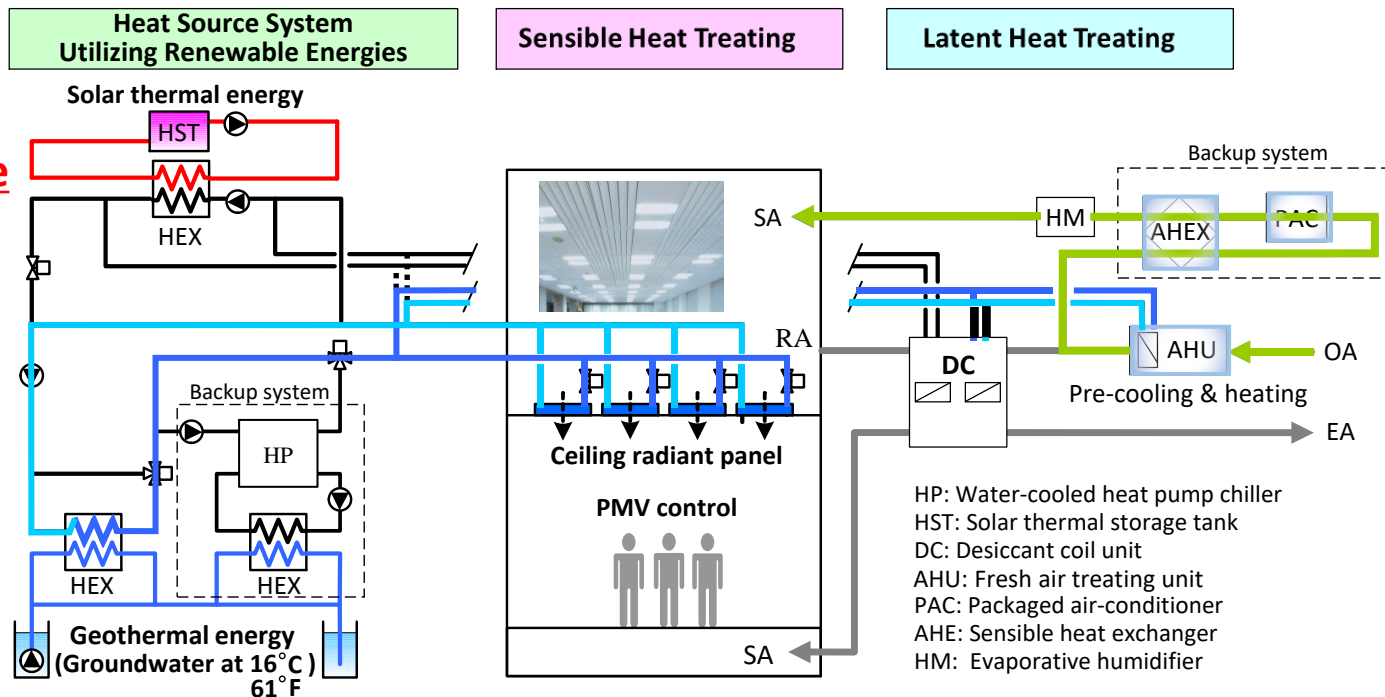 Heat Source System
Utilizing Renewable Energies
Sensible Heat Treating
Latent Heat Treating
Solar thermal energy
HST
HEX
Backup system
SA
HM
AHEX
PAC
RA
DC
AHU
OA
Pre-cooling & heating
EA
Backup system
HP
Ceiling radiant panel
PMV control
HEX
HEX
Geothermal energy
(Groundwater at 16°C )
61°F
SA
HP: Water-cooled heat pump chiller
HST: Solar thermal storage tank
DC: Desiccant coil unit
AHU: Fresh air treating unit
PAC: Packaged air-conditioner
AHE: Sensible heat exchanger
HM: Evaporative humidifier